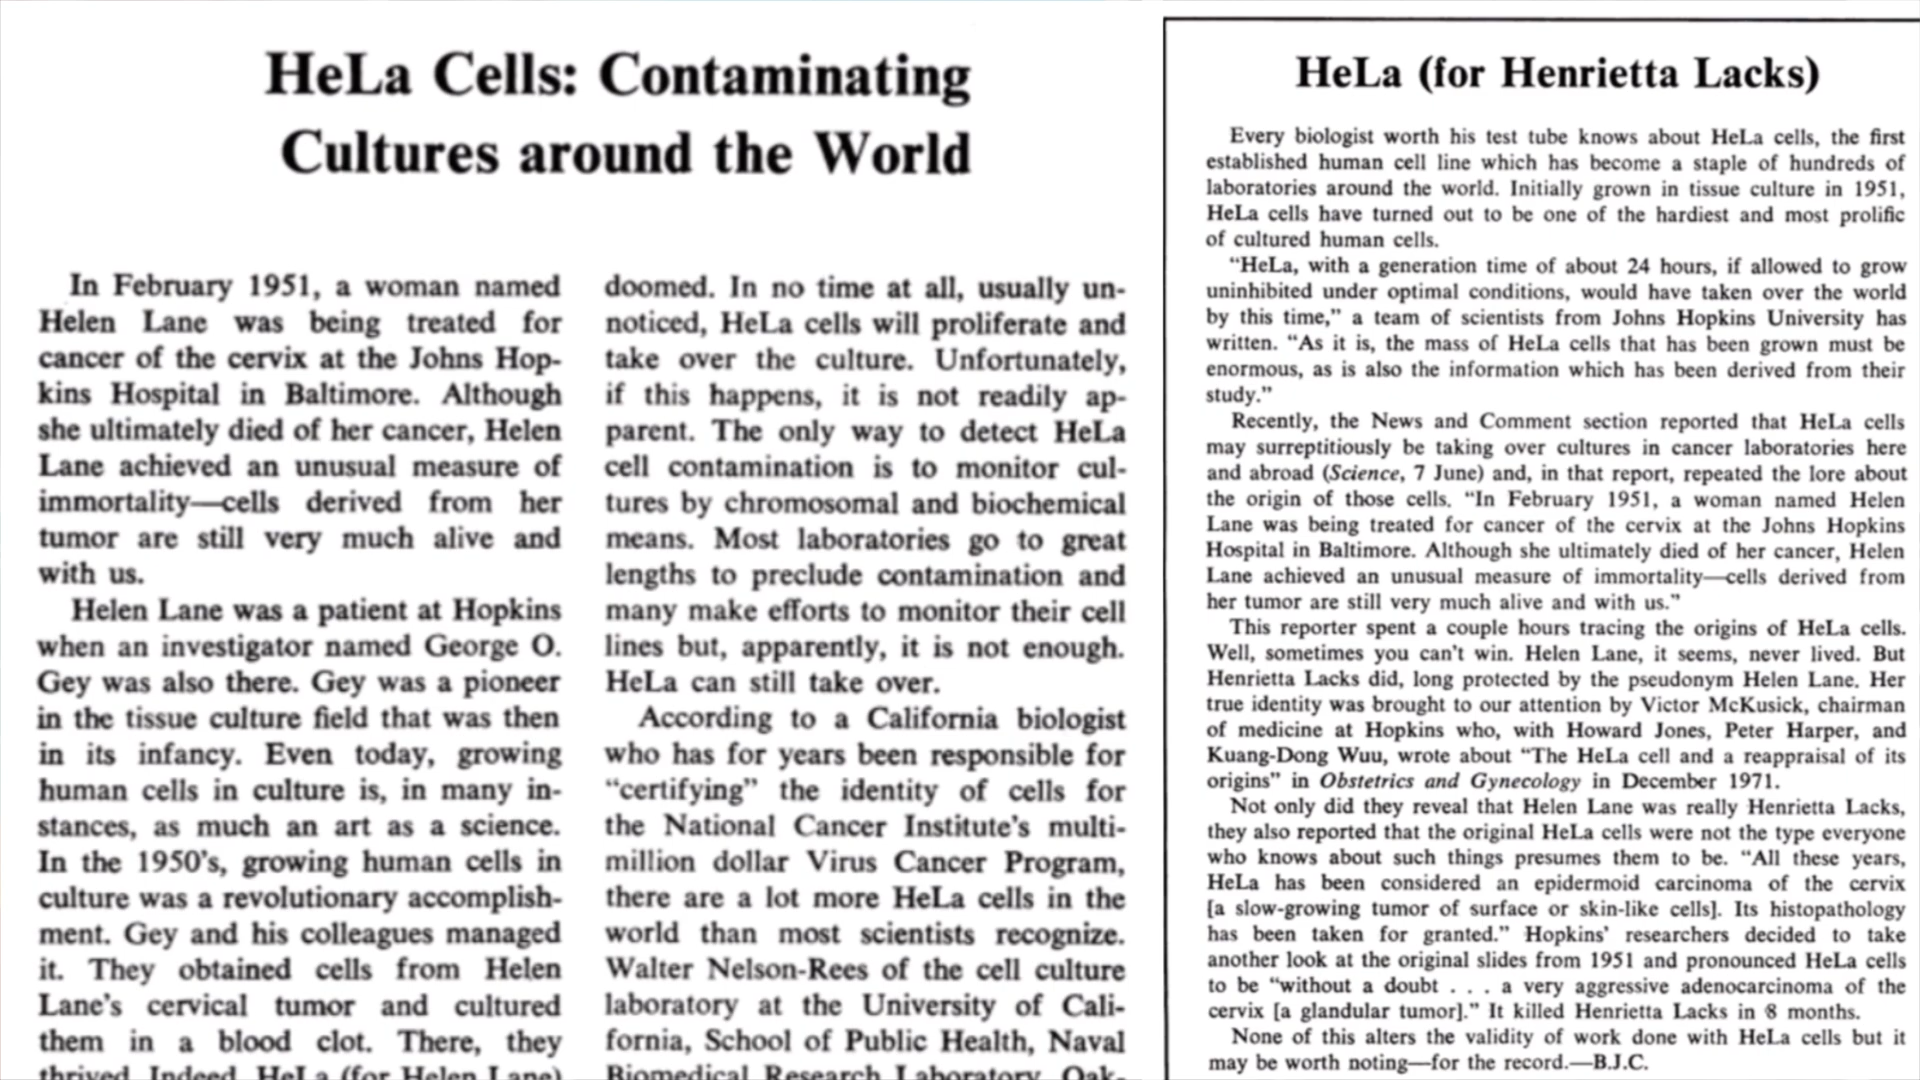 HeLa Cells: Contaminating
Cultures around the World
In February 1951, a woman named
Helen Lane was being treated for
cancer of the cervix at the Johns Hop-
kins Hospital in Baltimore. Although
she ultimately died of her cancer, Helen
Lane achieved an unusual measure of
immortality—cells derived from her
tumor are still very much alive and
with us.
Helen Lane was a patient at Hopkins
when an investigator named George O.
Gey was also there. Gey was a pioneer
in the tissue culture field that was then
in its infancy. Even today, growing
human cells in culture is, in many in-
stances, as much an art as a science.
In the 1950's, growing human cells in
culture was a revolutionary accomplish-
ment. Gey and his colleagues managed
it. They obtained cells from Helen
Lane's cervical tumor and cultured
them in a blood clot. There, they
thrived. Indeed, HeLa (for Helen Lane)
doomed. In no time at all, usually un-
noticed, HeLa cells will proliferate and
take over the culture. Unfortunately,
if this happens, it is not readily ap-
parent. The only way to detect HeLa
cell contamination is to monitor cul-
tures by chromosomal and biochemical
means. Most laboratories go to great
lengths to preclude contamination and
many make efforts to monitor their cell
lines but, apparently, it is not enough.
HeLa can still take over.
According to a California biologist
who has for years been responsible for
"certifying" the identity of cells for
the National Cancer Institute's multi-
million dollar Virus Cancer Program,
there are a lot more HeLa cells in the
world than most scientists recognize.
Walter Nelson-Rees of the cell culture
laboratory at the University of Cali-
fornia, School of Public Health, Naval
Biomedical Research Laboratory, Oak-
HeLa (for Henrietta Lacks)
Every biologist worth his test tube knows about HeLa cells, the first
established human cell line which has become a staple of hundreds of
laboratories around the world. Initially grown in tissue culture in 1951,
HeLa cells have turned out to be one of the hardiest and most prolific
of cultured human cells.
"HeLa, with a generation time of about 24 hours, if allowed to grow
uninhibited under optimal conditions, would have taken over the world
by this time," a team of scientists from Johns Hopkins University has
written. "As it is, the mass of HeLa cells that has been grown must be
enormous, as is also the information which has been derived from their
study."
Recently, the News and Comment section reported that HeLa cells
may surreptitiously be taking over cultures in cancer laboratories here
and abroad (Science, 7 June) and, in that report, repeated the lore about
the origin of those cells. "In February 1951, a woman named Helen
Lane was being treated for cancer of the cervix at the Johns Hopkins
Hospital in Baltimore. Although she ultimately died of her cancer, Helen
Lane achieved an unusual measure of immortality—cells derived from
her tumor are still very much alive and with us."
This reporter spent a couple hours tracing the origins of HeLa cells.
Well, sometimes you can't win. Helen Lane, it seems, never lived. But
Henrietta Lacks did, long protected by the pseudonym Helen Lane. Her
true identity was brought to our attention by Victor McKusick, chairman
of medicine at Hopkins who, with Howard Jones, Peter Harper, and
Kuang-Dong Wuu, wrote about "The HeLa cell and a reappraisal of its
origins" in Obstetrics and Gynecology in December 1971.
Not only did they reveal that Helen Lane was really Henrietta Lacks,
they also reported that the original HeLa cells were not the type everyone
who knows about such things presumes them to be. "All these years,
HeLa has been considered an epidermoid carcinoma of the cervix
[a slow-growing tumor of surface or skin-like cells]. Its histopathology
has been taken for granted." Hopkins' researchers decided to take
another look at the original slides from 1951 and pronounced HeLa cells
to be "without a doubt . . . a very aggressive adenocarcinoma of the
cervix [a glandular tumor]." It killed Henrietta Lacks in 8 months.
None of this alters the validity of work done with HeLa cells but it
may be worth noting—for the record.—B.J.C.